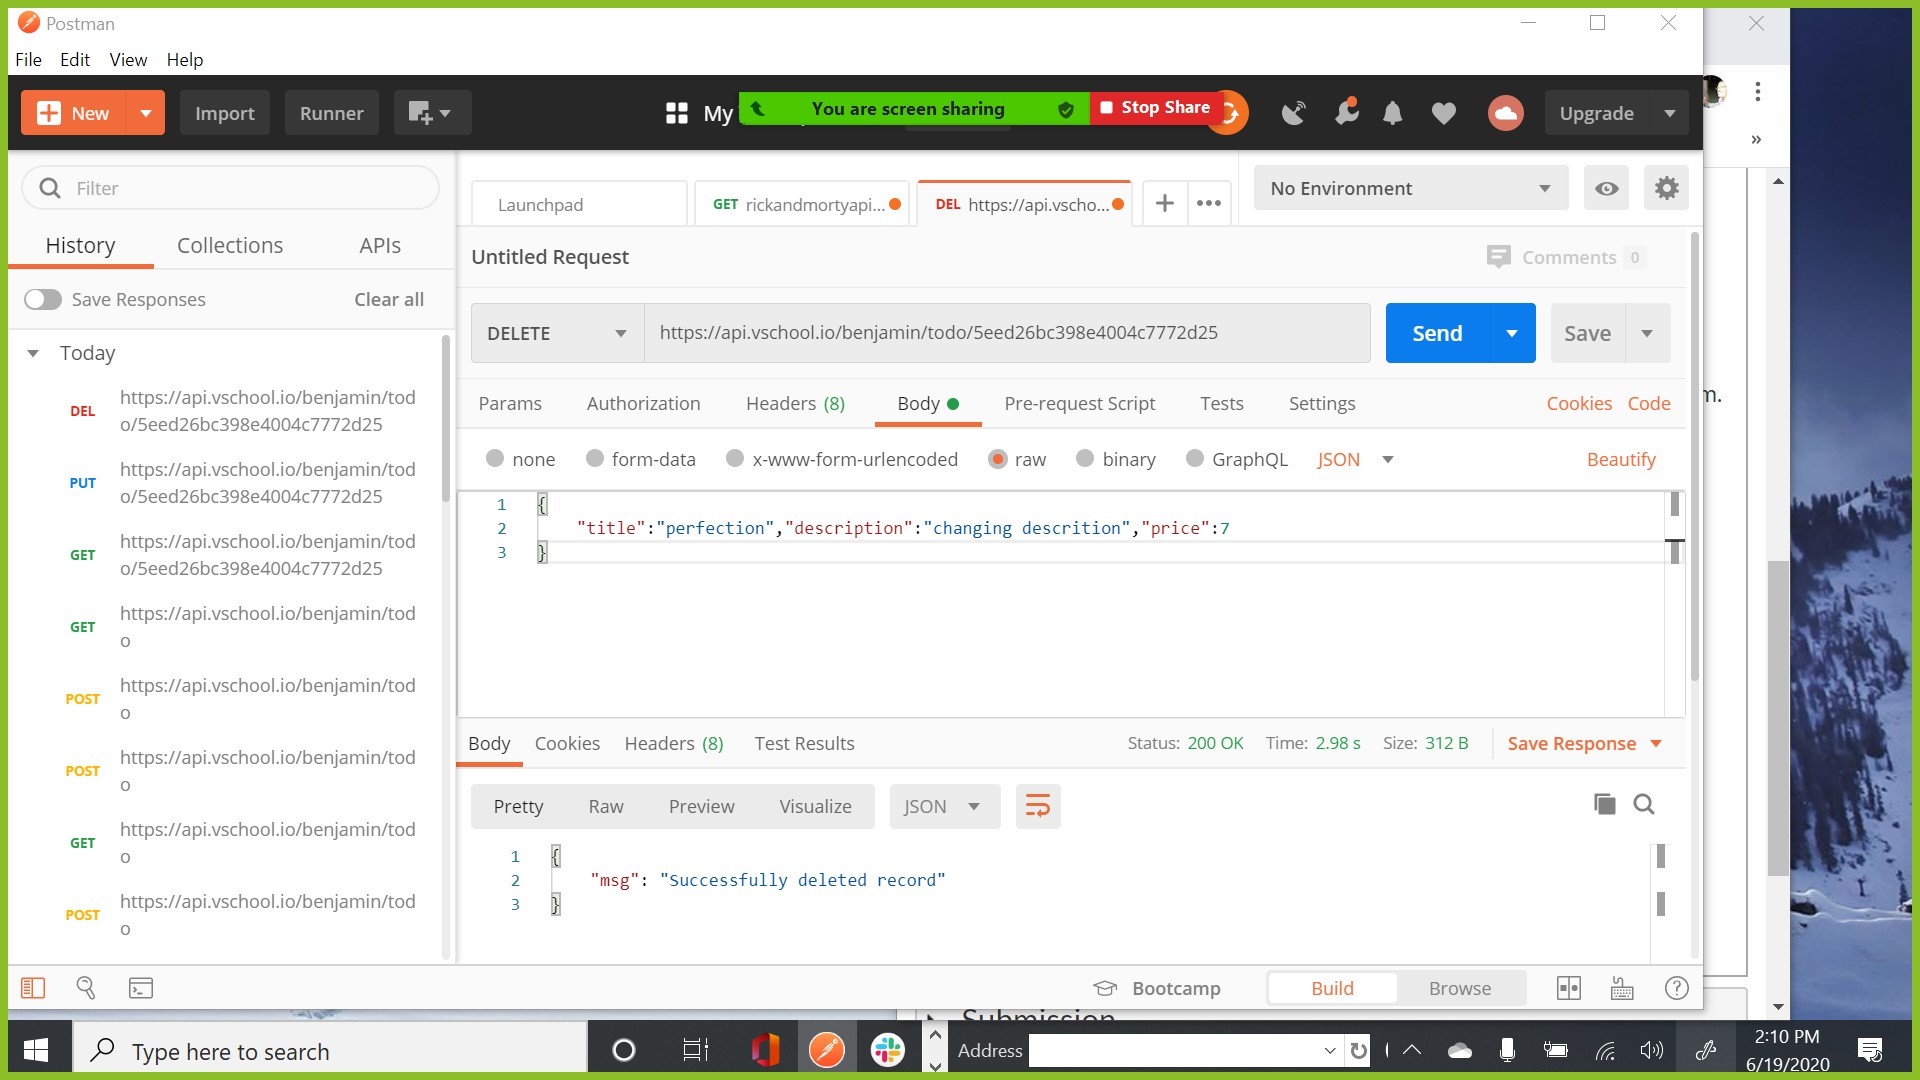 Postman
File Edit View Help
New Import Runner My You are screen sharing Stop Share Upgrade
Filter
Launchpad GET rickandmortyapi... DEL https://api.vscho... No Environment
History Collections APIs
Untitled Request Comments 0
Save Responses Clear all
DELETE https://api.vschool.io/benjamin/todo/5eed26bc398e4004c7772d25 Send Save
Today
Params Authorization Headers (8) Body Pre-request Script Tests Settings Cookies Code
m.
none form-data x-www-form-urlencoded raw binary GraphQL JSON Beautify
DEL https://api.vschool.io/benjamin/tod
o/5eed26bc398e4004c7772d25
PUT https://api.vschool.io/benjamin/tod
o/5eed26bc398e4004c7772d25
GET https://api.vschool.io/benjamin/tod
o/5eed26bc398e4004c7772d25
GET https://api.vschool.io/benjamin/tod
o
POST https://api.vschool.io/benjamin/tod
o
POST https://api.vschool.io/benjamin/tod
o
GET https://api.vschool.io/benjamin/tod
o
POST https://api.vschool.io/benjamin/tod
o
1 {
2 "title":"perfection","description":"changing descrition","price":7
3 }
Body Cookies Headers (8) Test Results Status: 200 OK Time: 2.98 s Size: 312 B Save Response
Pretty Raw Preview Visualize JSON
1 {
2 "msg": "Successfully deleted record"
3 }
Bootcamp Build Browse
Submission
Type here to search Address 2:10 PM
6/19/2020